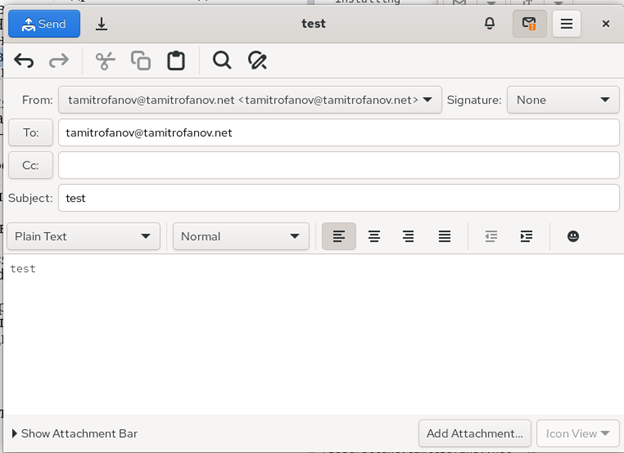 Send
test
From: tamitrofanov@tamitrofanov.net <tamitrofanov@tamitrofanov.net> Signature: None
To: tamitrofanov@tamitrofanov.net
Cc:
Subject: test
Plain Text Normal
test
Show Attachment Bar Add Attachment... Icon View